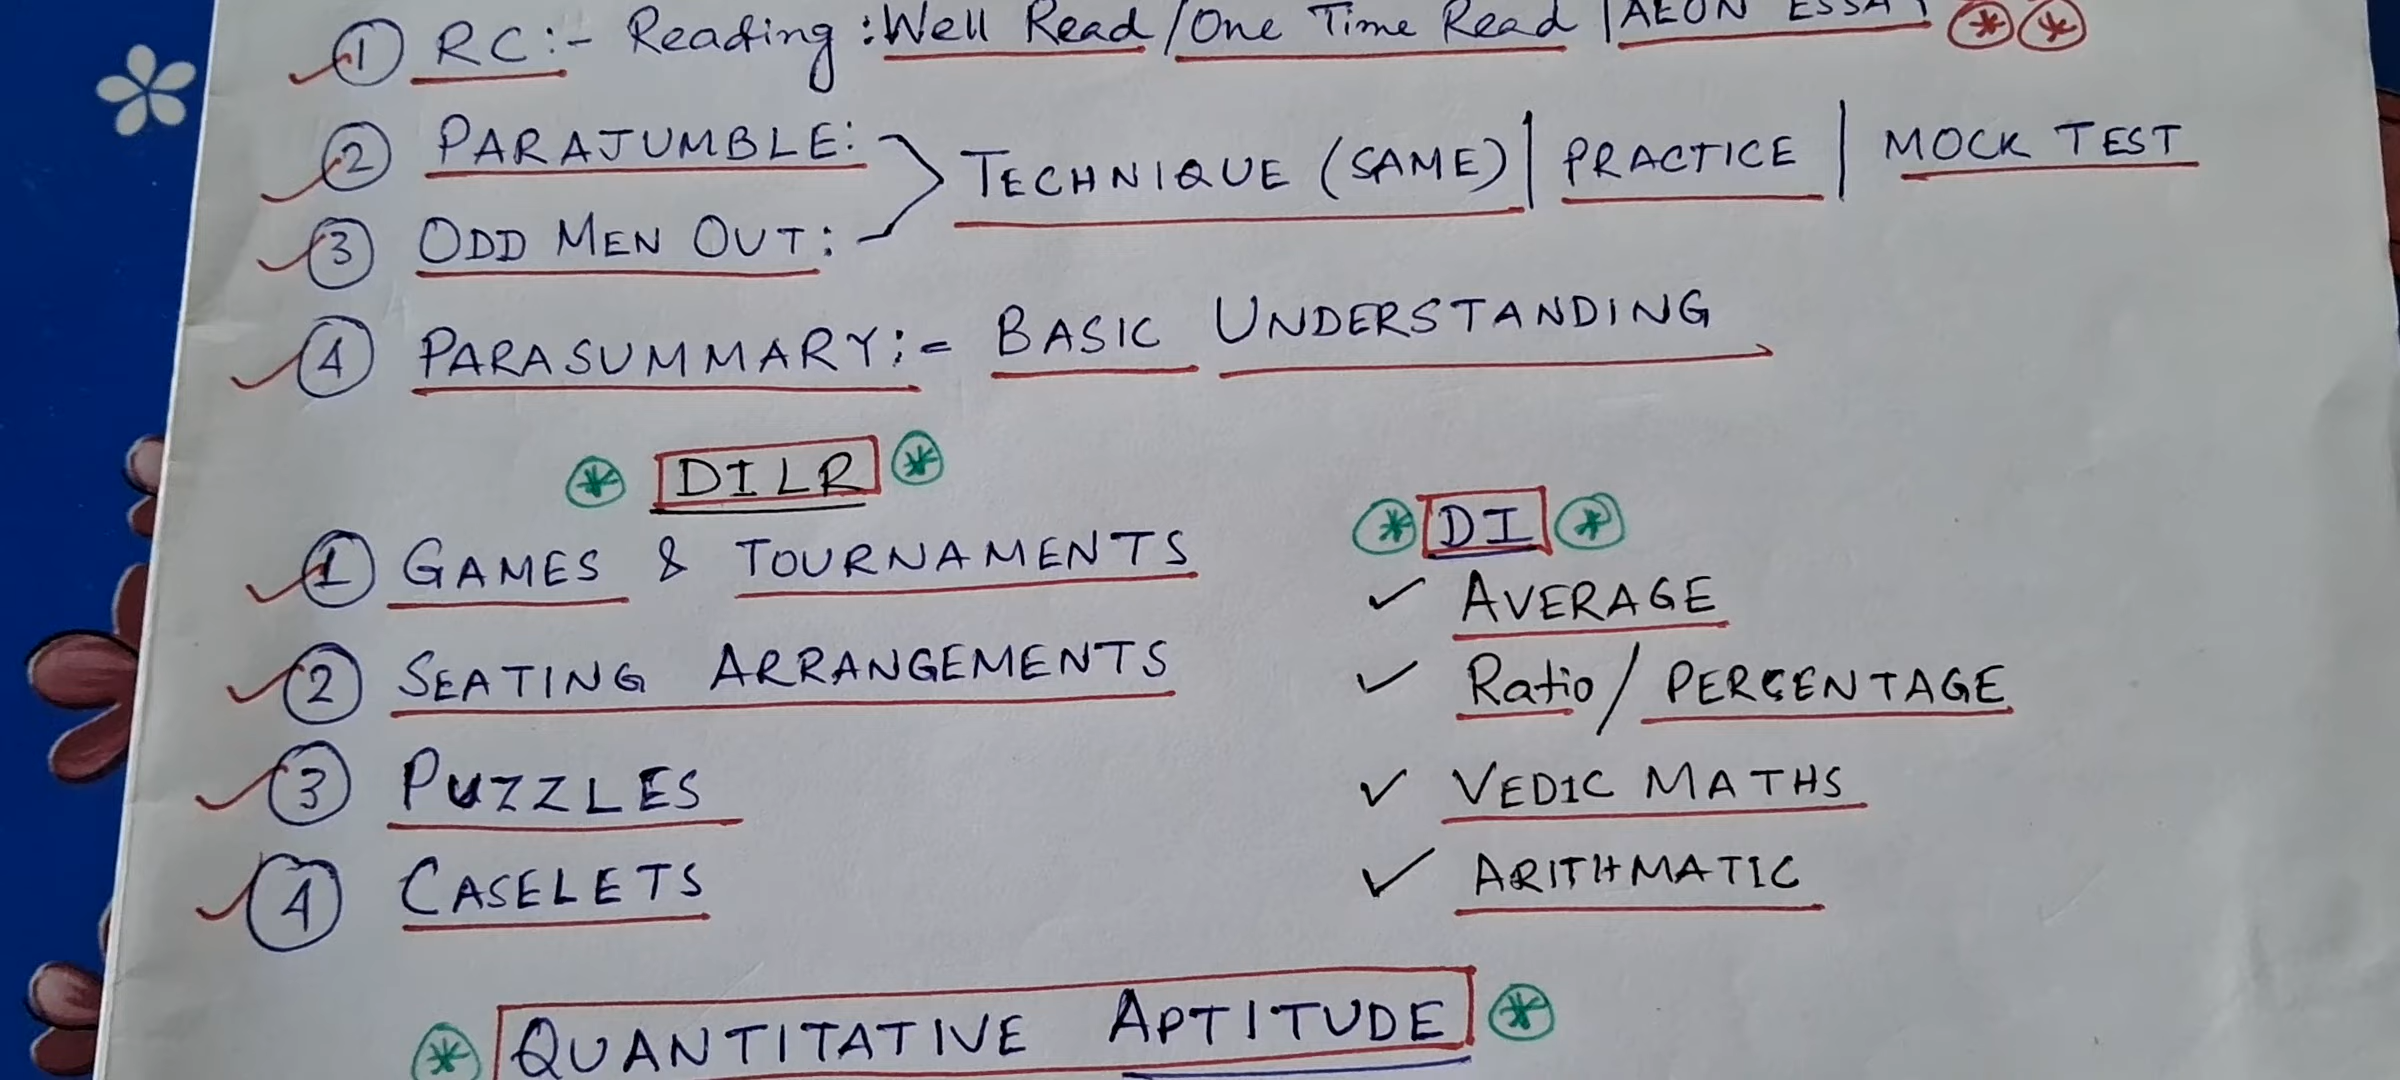 ① RC:- Reading: Well Read / One Time Read | AEON ESSAY
② PARAJUMBLE:
TECHNIQUE (SAME) | PRACTICE | MOCK TEST
③ ODD MEN OUT:
④ PARASUMMARY:- BASIC UNDERSTANDING
* DILR *
① GAMES & TOURNAMENTS
② SEATING ARRANGEMENTS
③ PUZZLES
④ CASELETS
* DI *
✓ AVERAGE
✓ Ratio / PERCENTAGE
✓ VEDIC MATHS
✓ ARITHMATIC
* QUANTITATIVE APTITUDE *